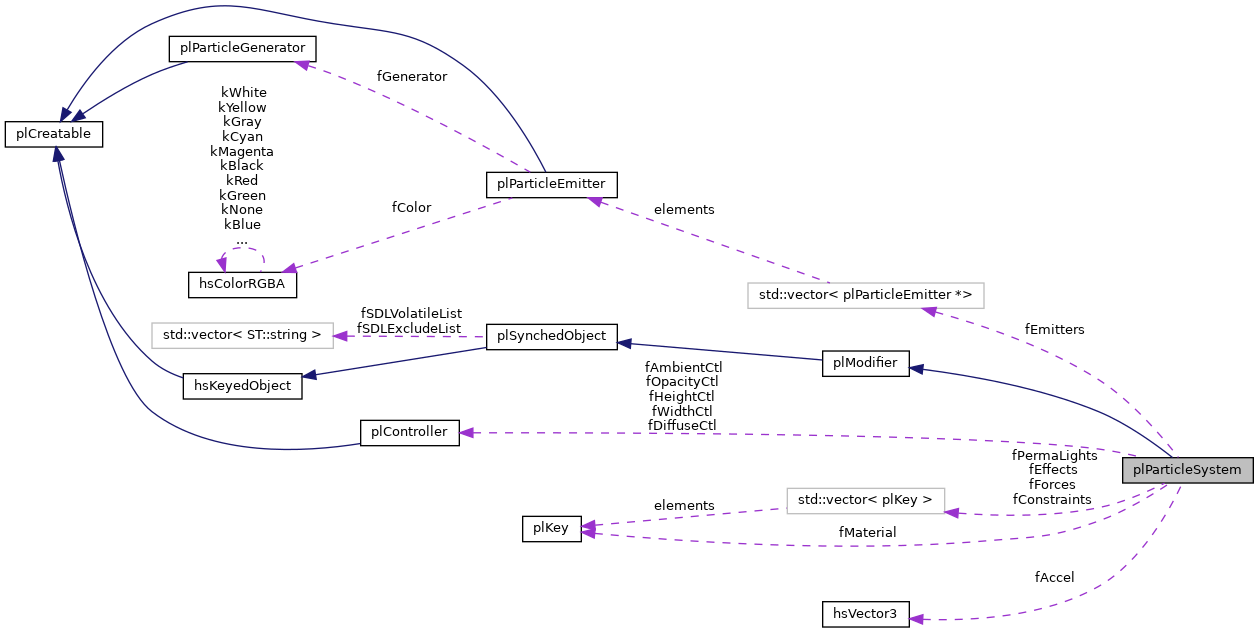 plParticleGenerator
fGenerator
kWhite
kYellow
kGray
kCyan
kMagenta
kBlack
kRed
kGreen
kNone
kBlue
...
plCreatable
plParticleEmitter
fColor
elements
hsColorRGBA
std::vector< plParticleEmitter *>
fSDLVolatileList
fSDLExcludeList
std::vector< ST::string >
plSynchedObject
fEmitters
plModifier
hsKeyedObject
fAmbientCtl
fOpacityCtl
fHeightCtl
fWidthCtl
fDiffuseCtl
plController
plParticleSystem
fPermaLights
fEffects
fForces
fConstraints
std::vector< plKey >
elements
plKey
fMaterial
fAccel
hsVector3